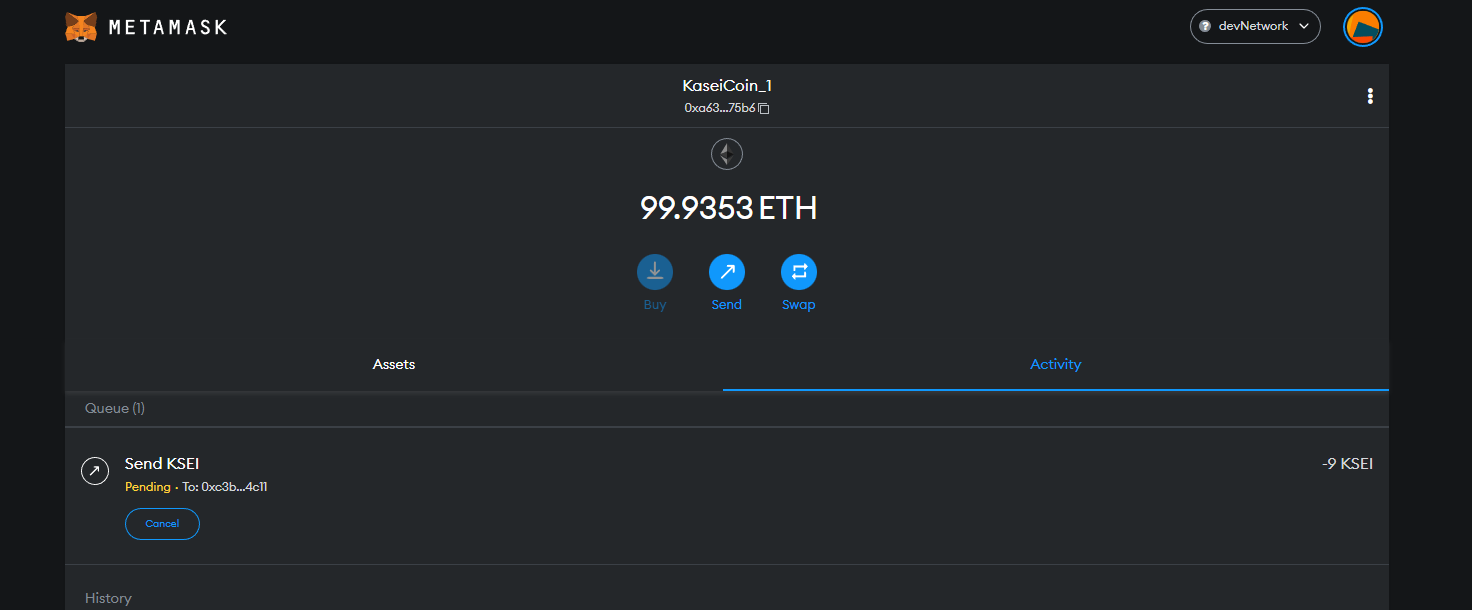 METAMASK
? devNetwork
KaseiCoin_1
0xa63...75b6
99.9353 ETH
Buy Send Swap
Assets Activity
Queue (1)
Send KSEI -9 KSEI
Pending · To: 0xc3b...4c11
Cancel
History